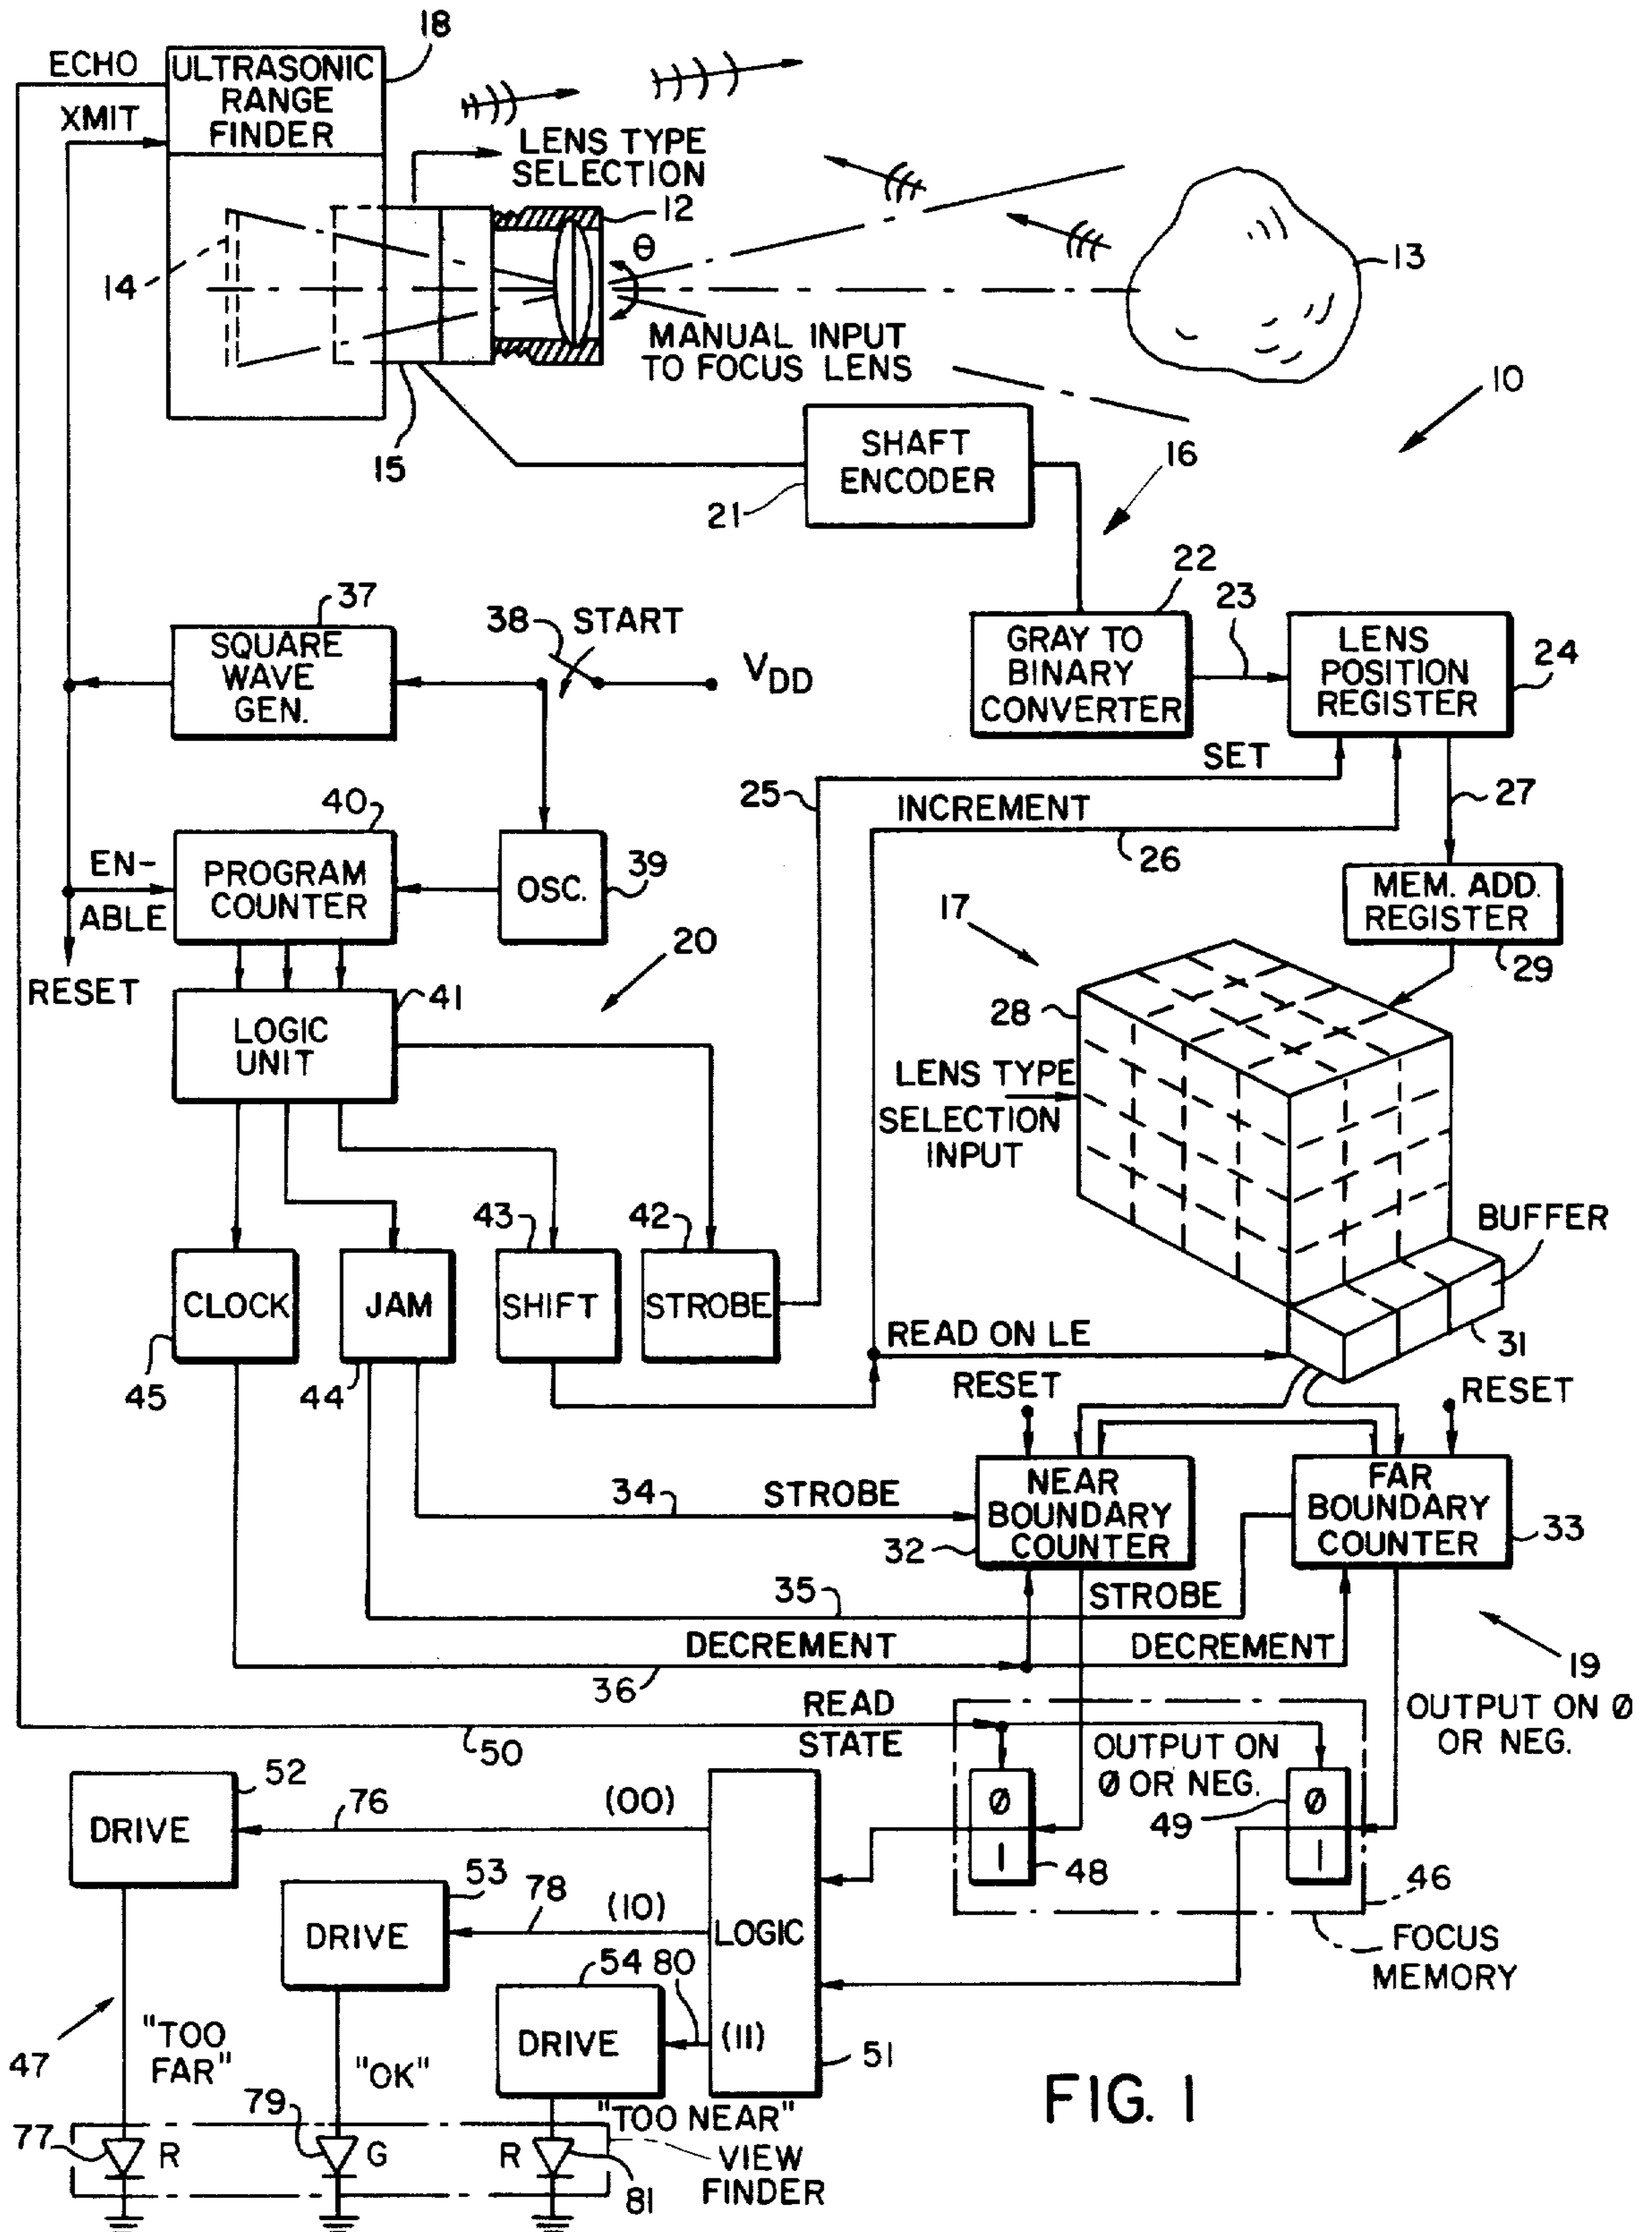 18
ECHO
ULTRASONIC
RANGE
FINDER
XMIT
LENS TYPE
SELECTION
12
θ
14
13
MANUAL INPUT
TO FOCUS LENS
10
15
SHAFT
ENCODER
21
16
22
37
38
START
23
SQUARE
WAVE
GEN.
VDD
GRAY TO
BINARY
CONVERTER
LENS
POSITION
REGISTER
24
SET
25
INCREMENT
27
40
26
EN-
ABLE
PROGRAM
COUNTER
OSC.
39
MEM. ADD.
REGISTER
17
29
20
RESET
41
28
LOGIC
UNIT
LENS TYPE
SELECTION
INPUT
43
42
BUFFER
CLOCK
JAM
SHIFT
STROBE
READ ON LE
31
45
44
RESET
RESET
NEAR
BOUNDARY
COUNTER
FAR
BOUNDARY
COUNTER
34
STROBE
32
33
35
STROBE
DECREMENT
DECREMENT
36
19
READ
STATE
OUTPUT ON Ø
OR NEG.
50
OUTPUT ON
Ø OR NEG.
52
76
(00)
Ø
1
Ø
1
49
DRIVE
48
46
53
78
(10)
DRIVE
LOGIC
FOCUS
MEMORY
54
80
DRIVE
(11)
47
"TOO
FAR"
"OK"
51
FIG. 1
79
"TOO NEAR"
77
R
G
R
81
VIEW
FINDER